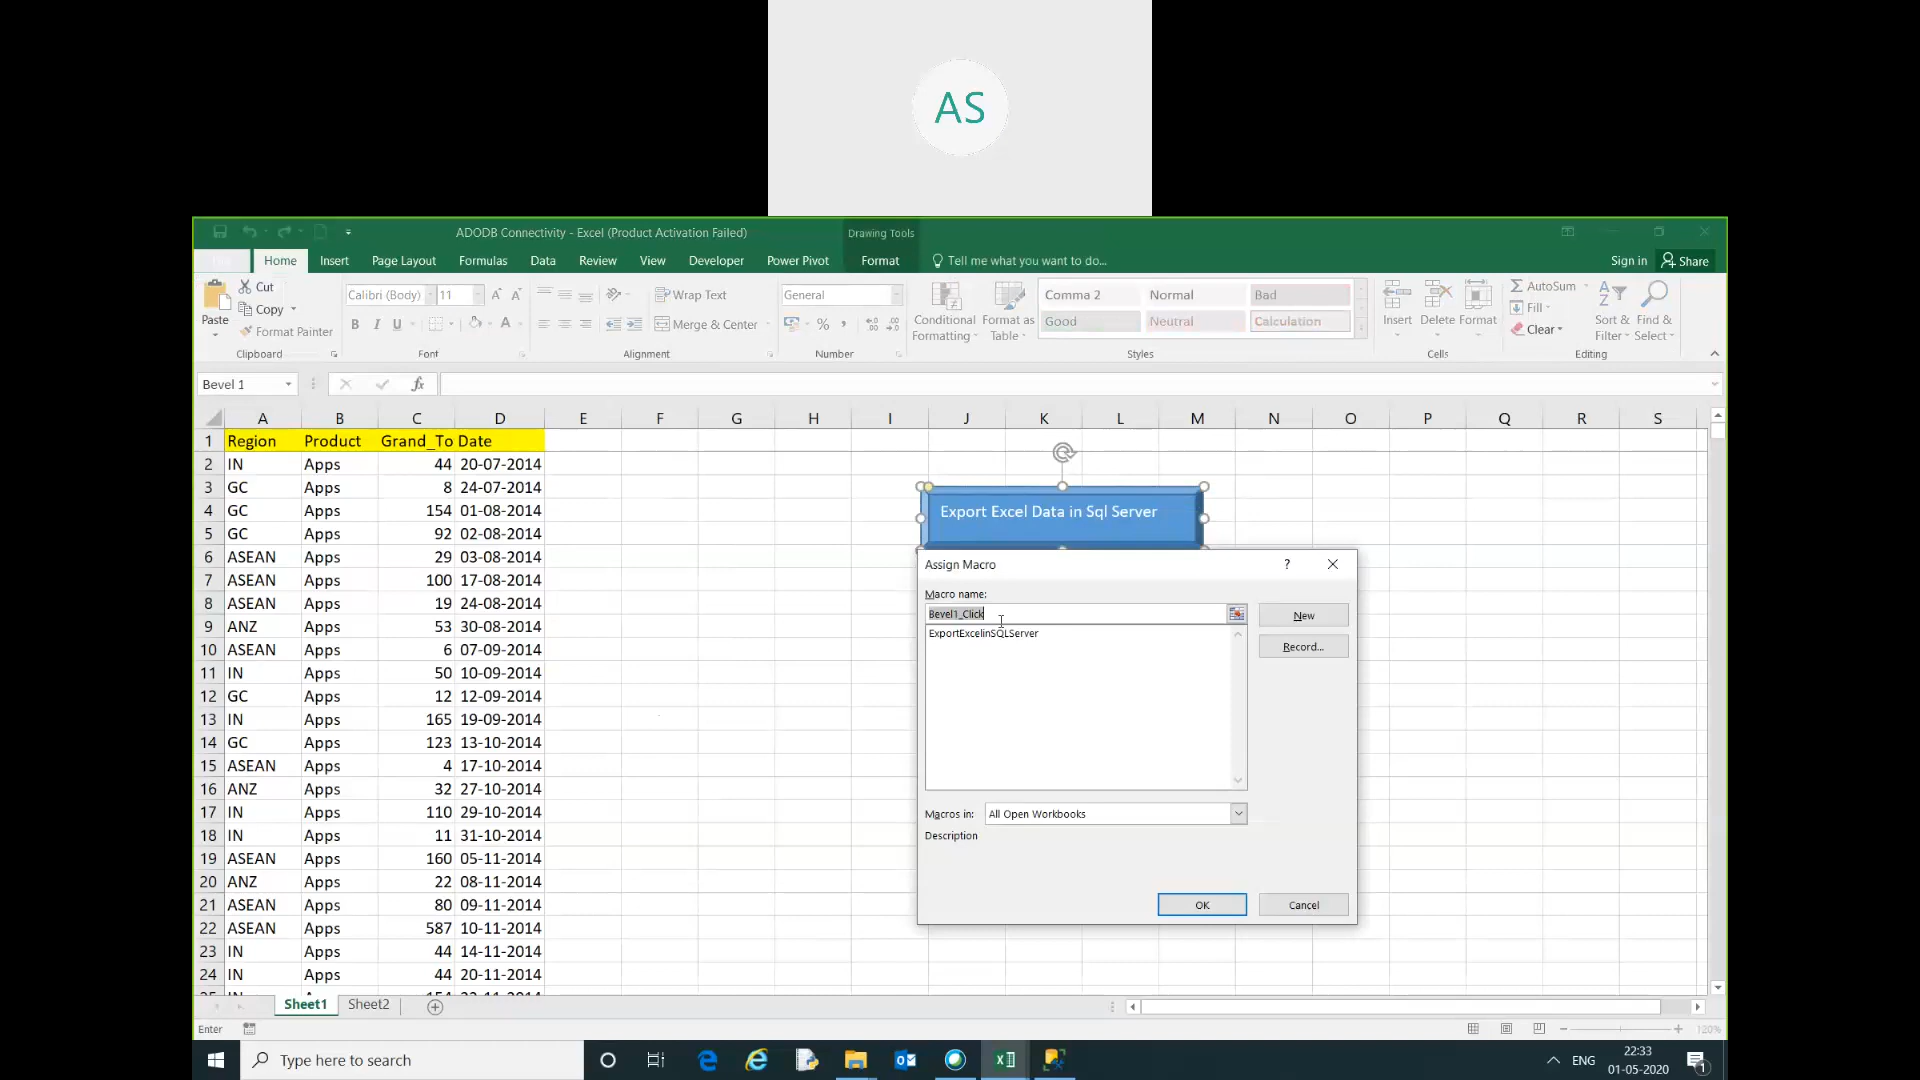 AS
ADODB Connectivity - Excel (Product Activation Failed)
Drawing Tools
Home Insert Page Layout Formulas Data Review View Developer Power Pivot Format Tell me what you want to do...
Sign in Share
Paste
Cut
Copy
Format Painter
Clipboard
Calibri (Body) 11
B I U
Font
Wrap Text
Merge & Center
Alignment
General
%
Number
Conditional Formatting
Format as Table
Comma 2 Normal Bad
Good Neutral Calculation
Styles
Insert Delete Format
Cells
AutoSum
Fill
Clear
Sort & Filter
Find & Select
Editing
Bevel 1
fx
A B C D E F G H I J K L M N O P Q R S
1 Region Product Grand_To Date
2 IN Apps 44 20-07-2014
3 GC Apps 8 24-07-2014
4 GC Apps 154 01-08-2014
5 GC Apps 92 02-08-2014
6 ASEAN Apps 29 03-08-2014
7 ASEAN Apps 100 17-08-2014
8 ASEAN Apps 19 24-08-2014
9 ANZ Apps 53 30-08-2014
10 ASEAN Apps 6 07-09-2014
11 IN Apps 50 10-09-2014
12 GC Apps 12 12-09-2014
13 IN Apps 165 19-09-2014
14 GC Apps 123 13-10-2014
15 ASEAN Apps 4 17-10-2014
16 ANZ Apps 32 27-10-2014
17 IN Apps 110 29-10-2014
18 IN Apps 11 31-10-2014
19 ASEAN Apps 160 05-11-2014
20 ANZ Apps 22 08-11-2014
21 ASEAN Apps 80 09-11-2014
22 ASEAN Apps 587 10-11-2014
23 IN Apps 44 14-11-2014
24 IN Apps 44 20-11-2014
Export Excel Data in Sql Server
Assign Macro
?
Macro name:
Bevel1_Click
ExportExcelinSQLServer
New
Record...
Macros in: All Open Workbooks
Description
OK Cancel
Sheet1 Sheet2
Enter
120%
Type here to search
ENG
22:33
01-05-2020
1